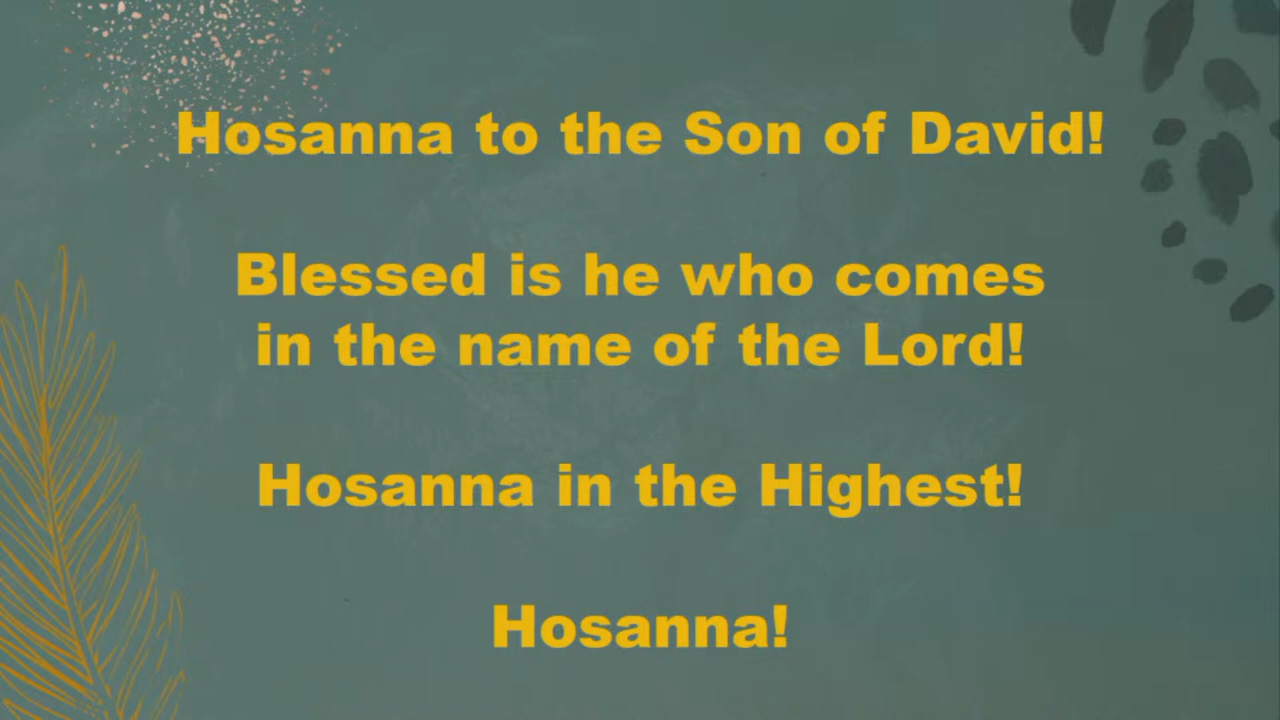 Hosanna to the Son of David!
Blessed is he who comes
in the name of the Lord!
Hosanna in the Highest!
Hosanna!